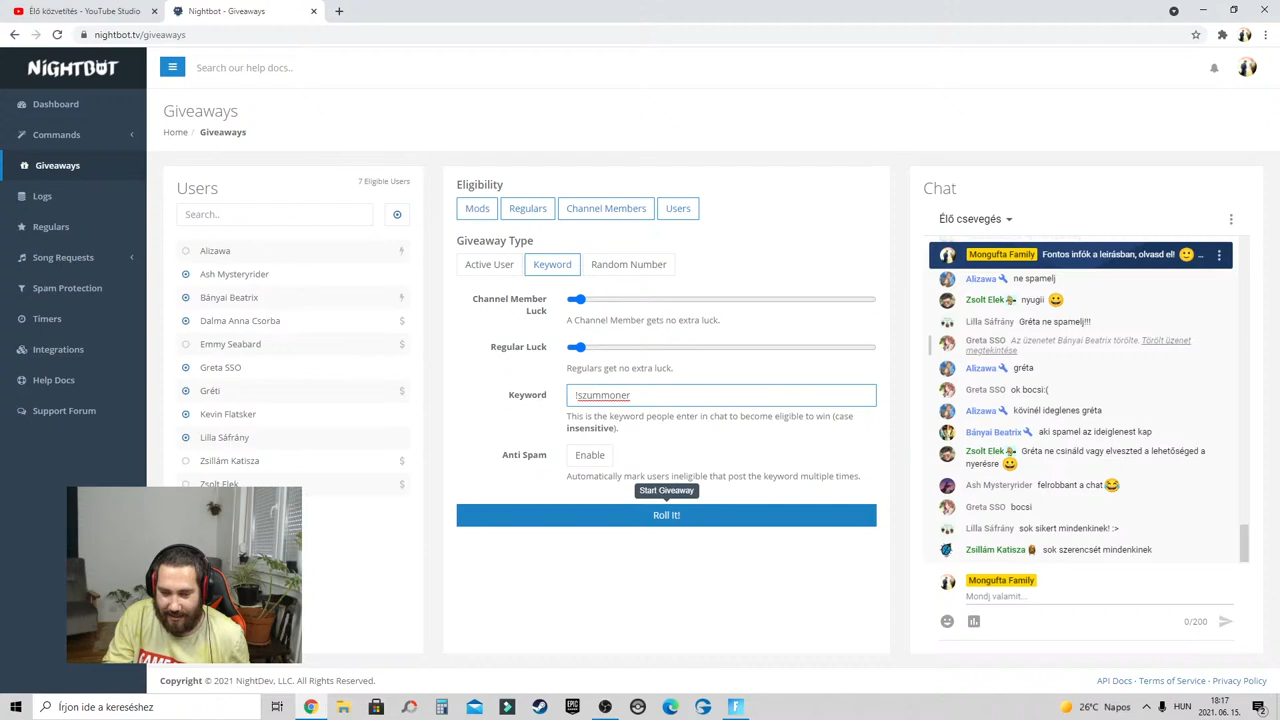 Élő közvetítés - YouTube Studio
Nightbot - Giveaways
nightbot.tv/giveaways
NiGHTBOT
Search our help docs..
Dashboard
Commands
Giveaways
Logs
Regulars
Song Requests
Spam Protection
Timers
Integrations
Help Docs
Support Forum
Giveaways
Home / Giveaways
Users
7 Eligible Users
Search..
Alizawa
Ash Mysteryrider
Bányai Beatrix
Dalma Anna Csorba
$
Emmy Seabard
$
Greta SSO
Gréti
$
Kevin Flatsker
Lilla Sáfrány
Zsillám Katisza
$
Zsolt Elek
$
Eligibility
Mods
Regulars
Channel Members
Users
Giveaway Type
Active User
Keyword
Random Number
Channel Member
Luck
A Channel Member gets no extra luck.
Regular Luck
Regulars get no extra luck.
Keyword
!szummoner
This is the keyword people enter in chat to become eligible to win (case
insensitive).
Anti Spam
Enable
Automatically mark users ineligible that post the keyword multiple times.
Start Giveaway
Roll It!
Chat
Élő csevegés
Mongufta Family Fontos infók a leírásban, olvasd el! ...
Alizawa ne spamelj
Zsolt Elek nyugii
Lilla Sáfrány Gréta ne spamelj!!!
Greta SSO Az üzenetet Bányai Beatrix törölte. Törölt üzenet
megtekintése
Alizawa gréta
Greta SSO ok bocsi:(
Alizawa kövinél ideglenes gréta
Bányai Beatrix aki spamel az ideiglenest kap
Zsolt Elek Gréta ne csináld vagy elveszted a lehetőséged a
nyerésre
Ash Mysteryrider felrobbant a chat
Greta SSO bocsi
Lilla Sáfrány sok sikert mindenkinek! :>
Zsillám Katisza sok szerencsét mindenkinek
Mongufta Family
Mondj valamit...
0/200
Copyright © 2021 NightDev, LLC. All Rights Reserved.
API Docs - Terms of Service - Privacy Policy
Írjon ide a kereséshez
EPIC
26°C Napos
HUN
18:17
2021. 06. 15.